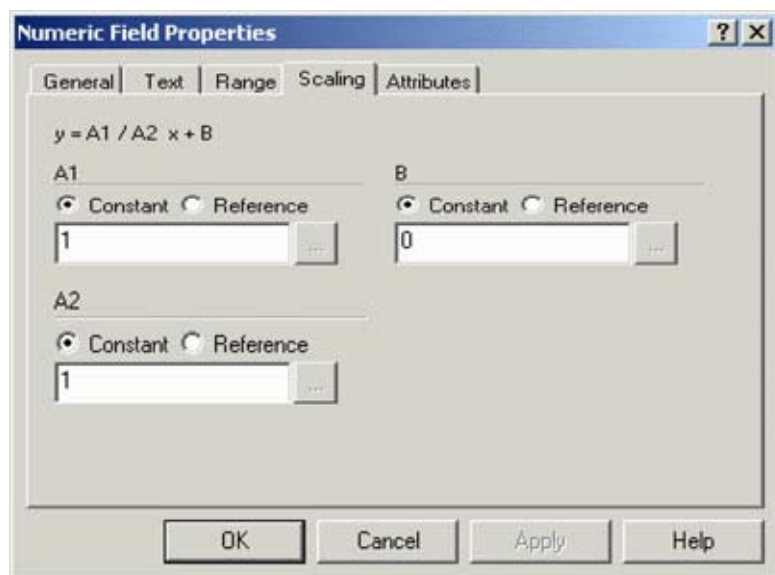 Numeric Field Properties
General Text Range Scaling Attributes
y = A1 / A2 x + B
A1 B
Constant Reference Constant Reference
1 ... 0 ...
A2
Constant Reference
1 ...
OK Cancel Apply Help